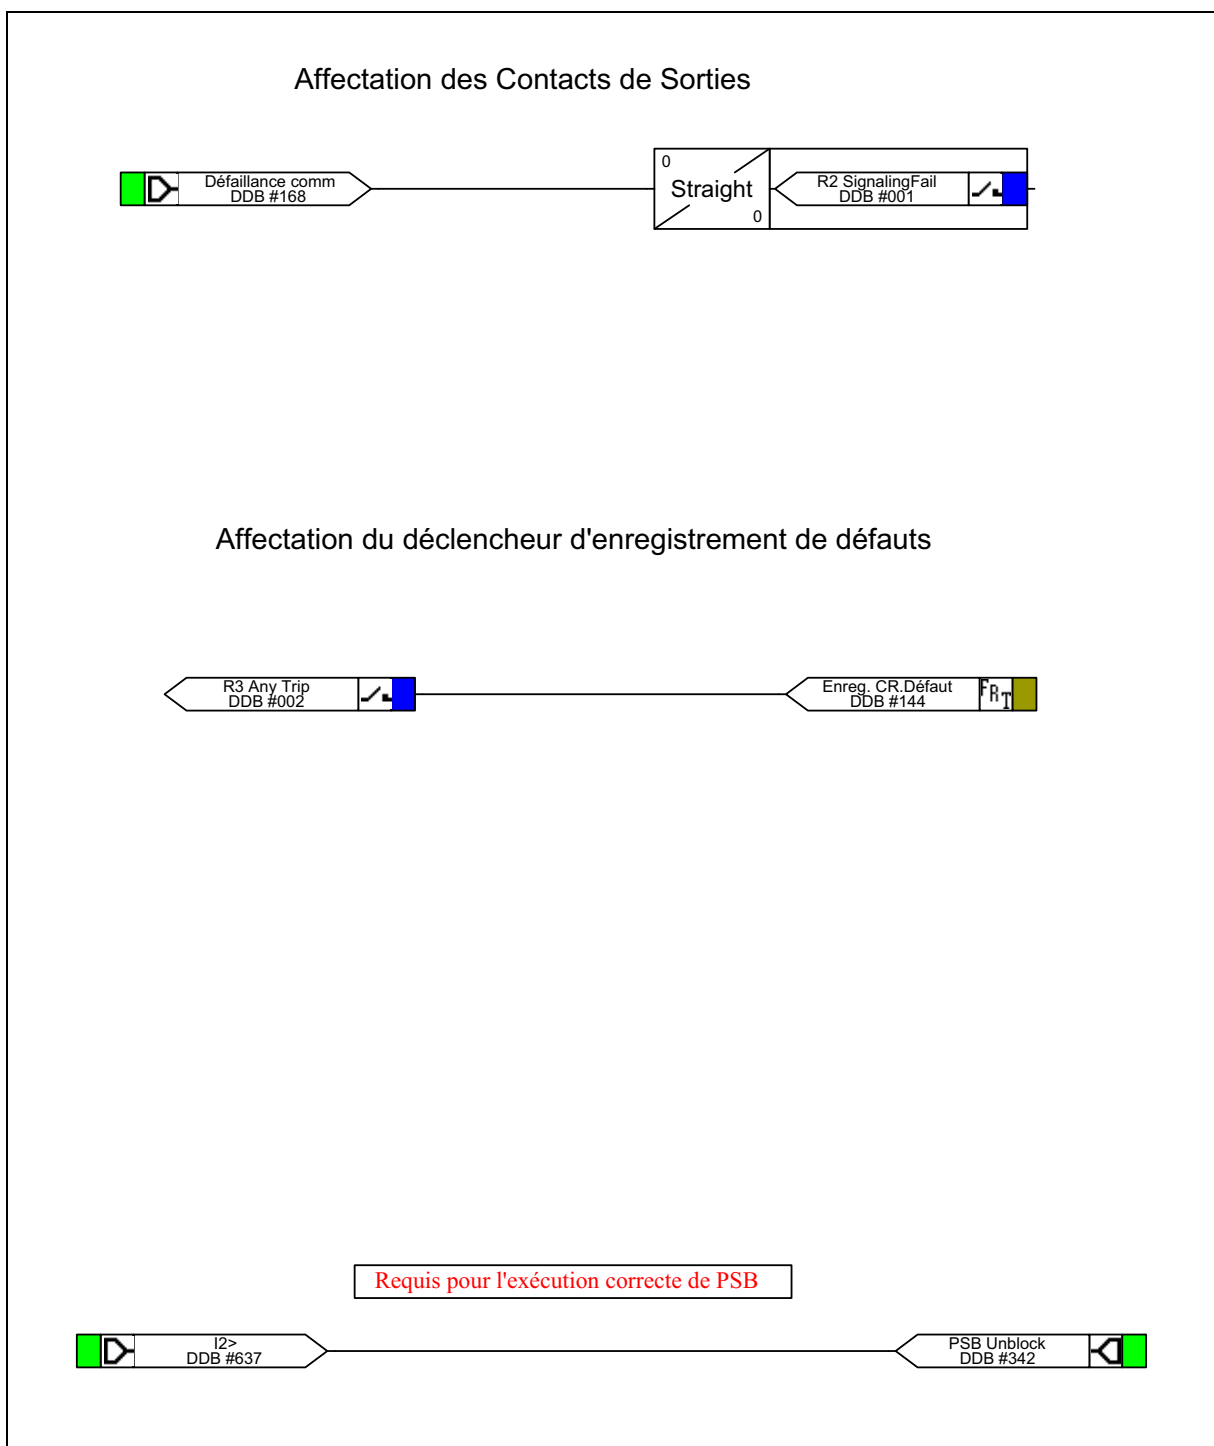 Affectation des Contacts de Sorties
Défaillance comm
DDB #168
0
Straight
0
R2 SignalingFail
DDB #001
Affectation du déclencheur d'enregistrement de défauts
R3 Any Trip
DDB #002
Enreg. CR.Défaut
DDB #144
FRT
Requis pour l'exécution correcte de PSB
I2>
DDB #637
PSB Unblock
DDB #342